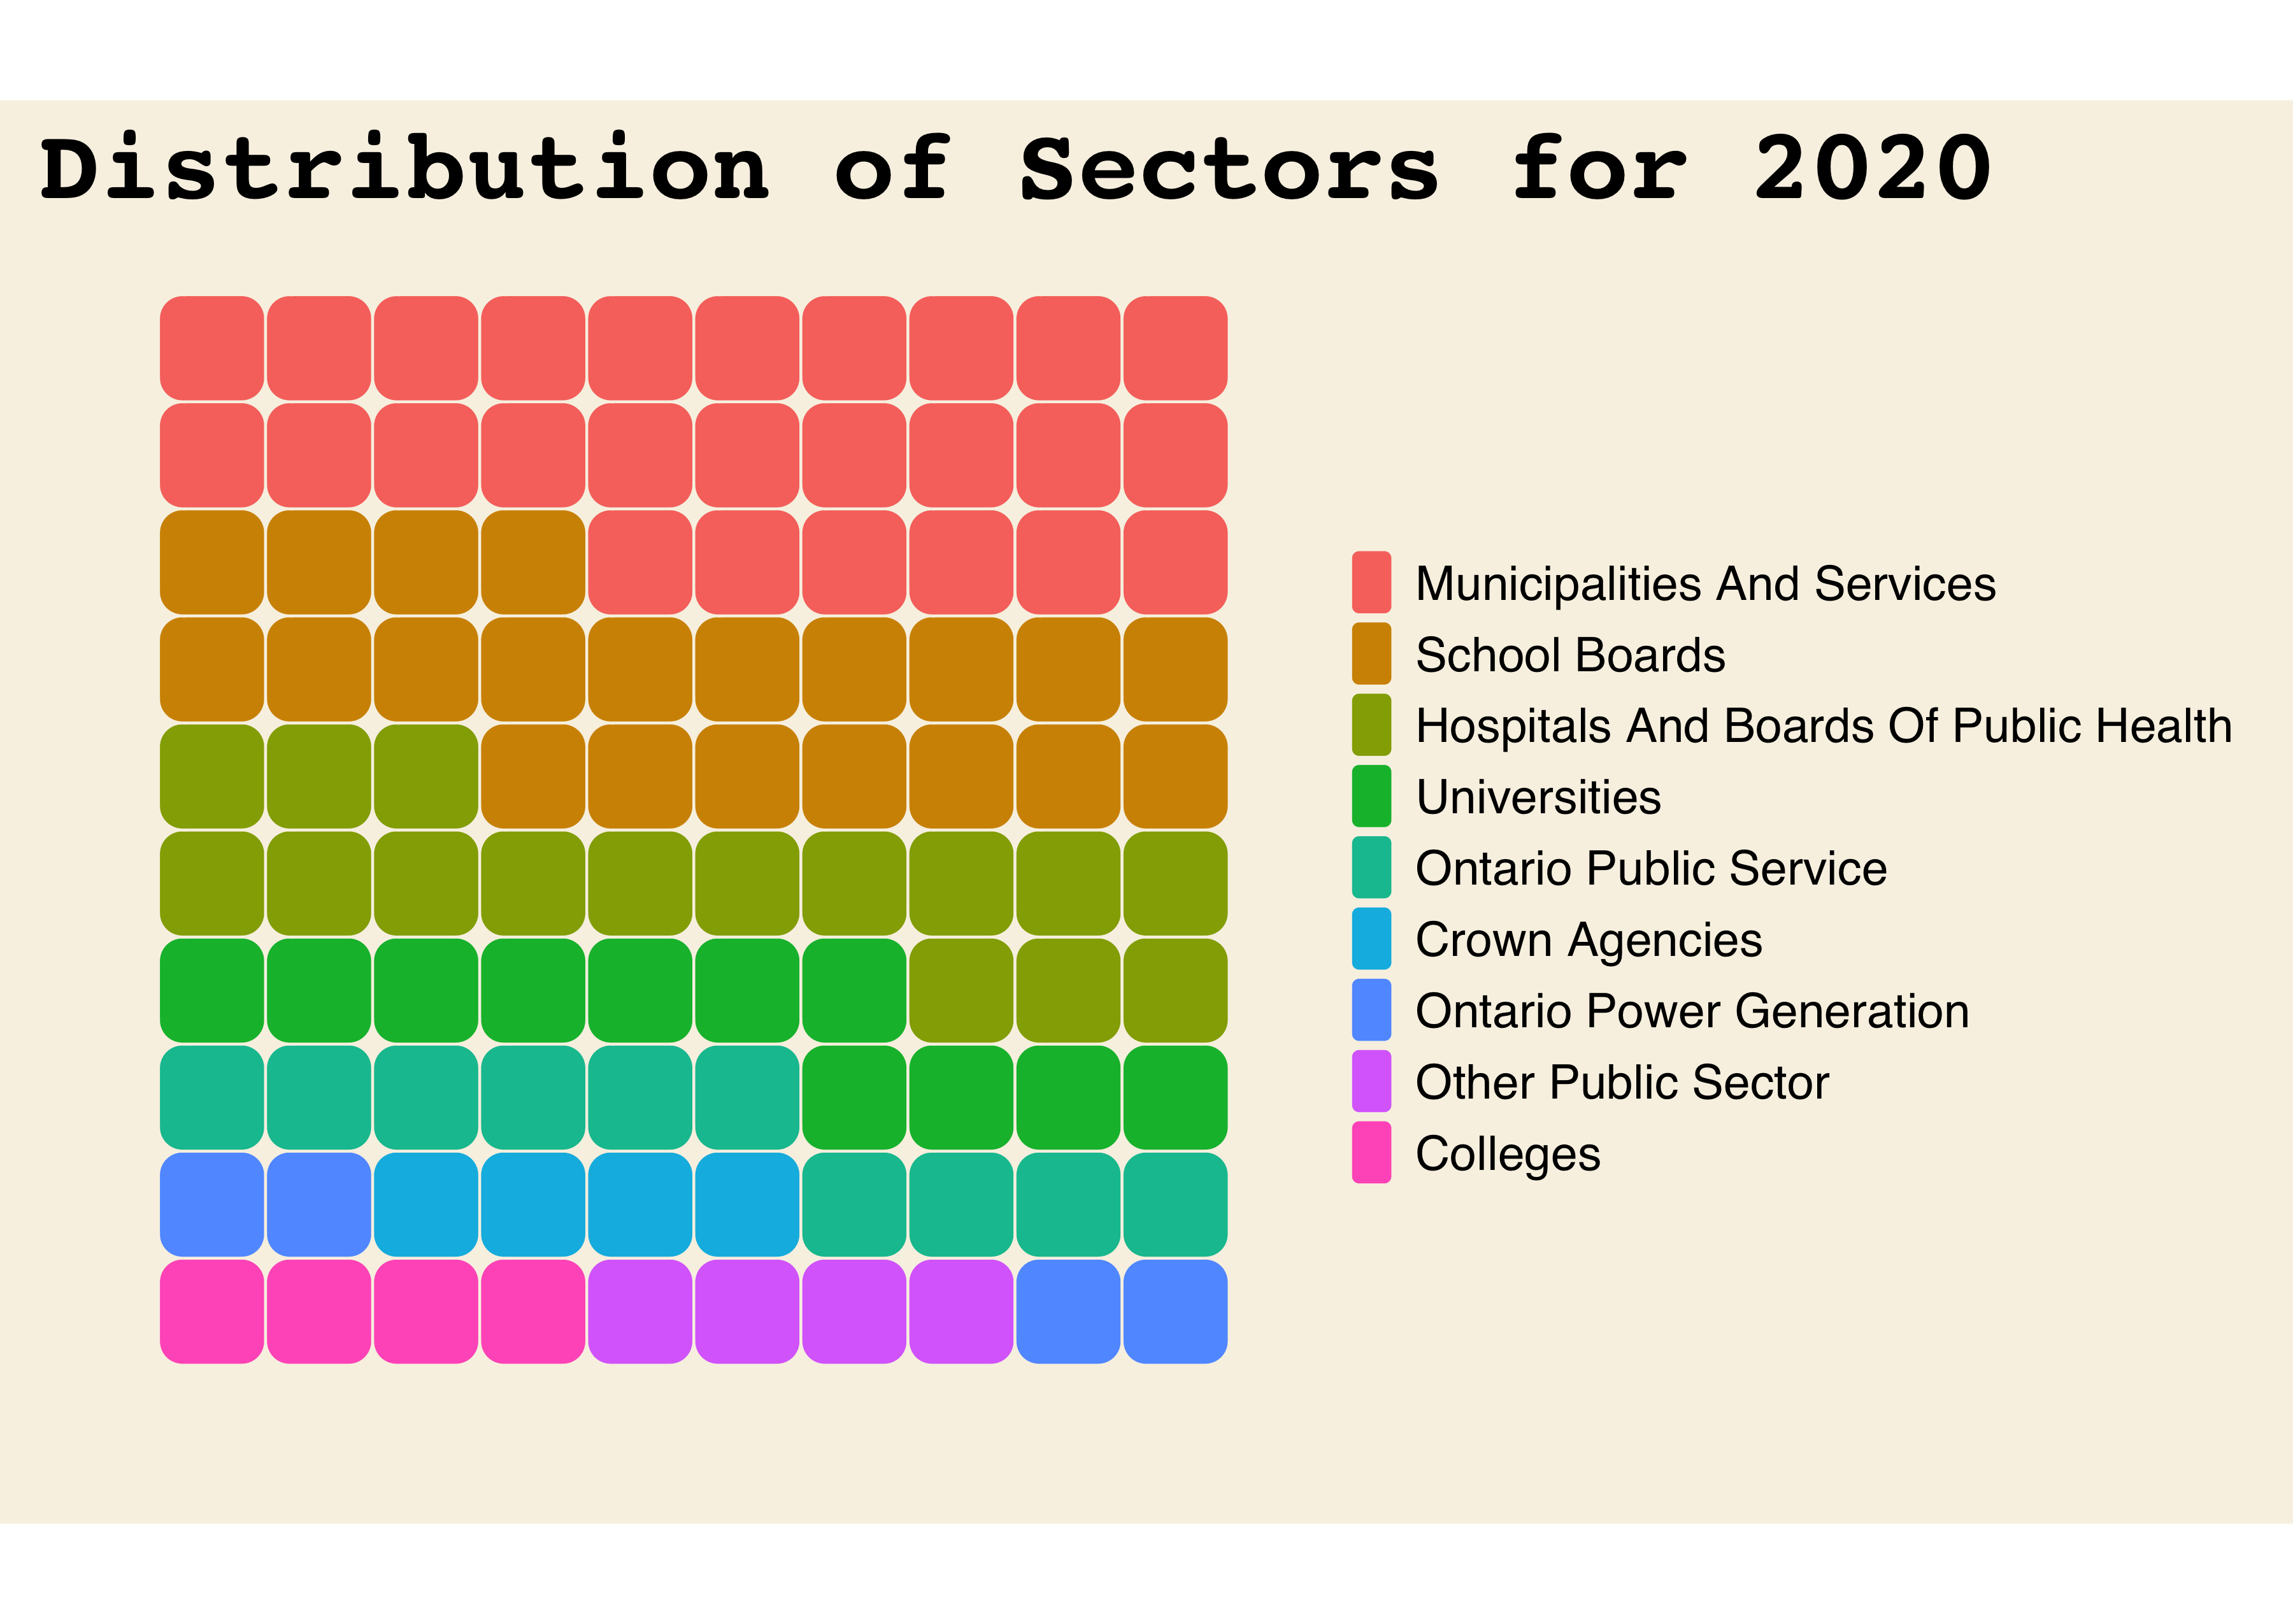 Distribution of Sectors for 2020
Municipalities And Services
School Boards
Hospitals And Boards Of Public Health
Universities
Ontario Public Service
Crown Agencies
Ontario Power Generation
Other Public Sector
Colleges